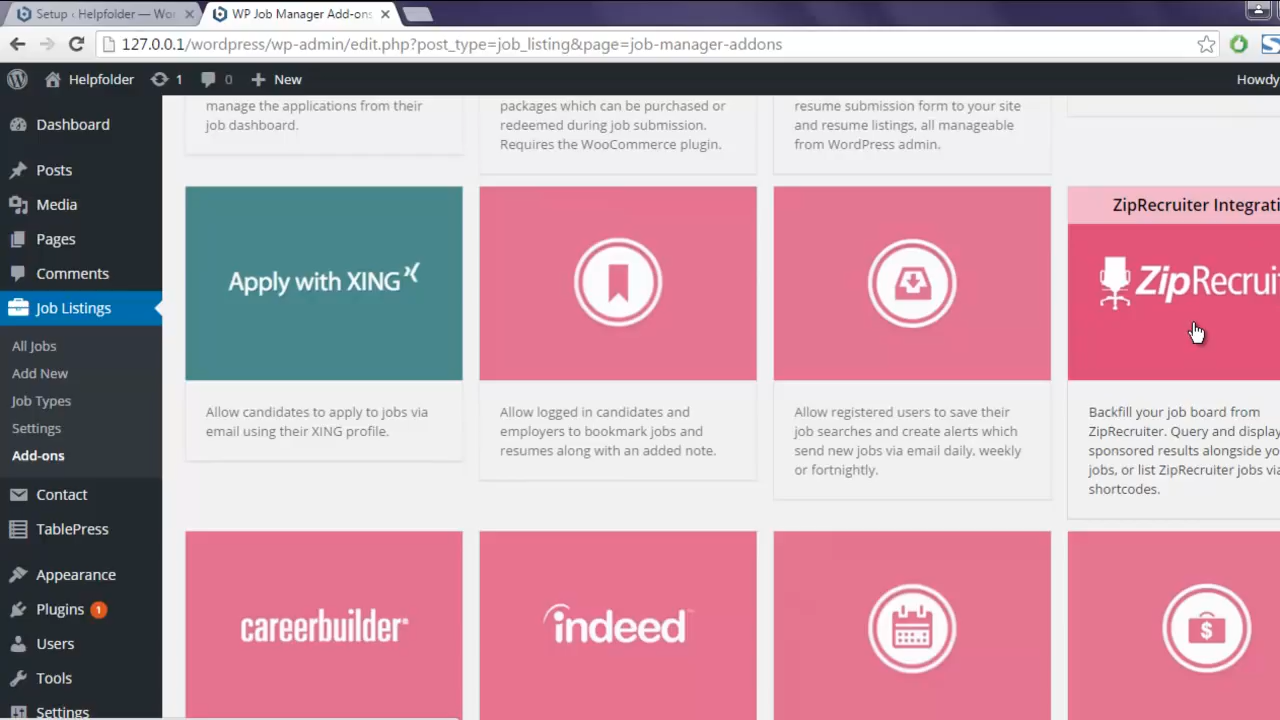 Setup ‹ Helpfolder — Wo
WP Job Manager Add-ons
127.0.0.1/wordpress/wp-admin/edit.php?post_type=job_listing&page=job-manager-addons
Helpfolder
1
0
New
Howdy
Dashboard
Posts
Media
Pages
Comments
Job Listings
All Jobs
Add New
Job Types
Settings
Add-ons
Contact
TablePress
Appearance
Plugins 1
Users
Tools
Settings
manage the applications from their
job dashboard.
packages which can be purchased or
redeemed during job submission.
Requires the WooCommerce plugin.
resume submission form to your site
and resume listings, all manageable
from WordPress admin.
Apply with XING
Allow candidates to apply to jobs via
email using their XING profile.
Allow logged in candidates and
employers to bookmark jobs and
resumes along with an added note.
Allow registered users to save their
job searches and create alerts which
send new jobs via email daily, weekly
or fortnightly.
ZipRecruiter Integrati
ZipRecruit
Backfill your job board from
ZipRecruiter. Query and display
sponsored results alongside yo
jobs, or list ZipRecruiter jobs via
shortcodes.
careerbuilder
indeed
$